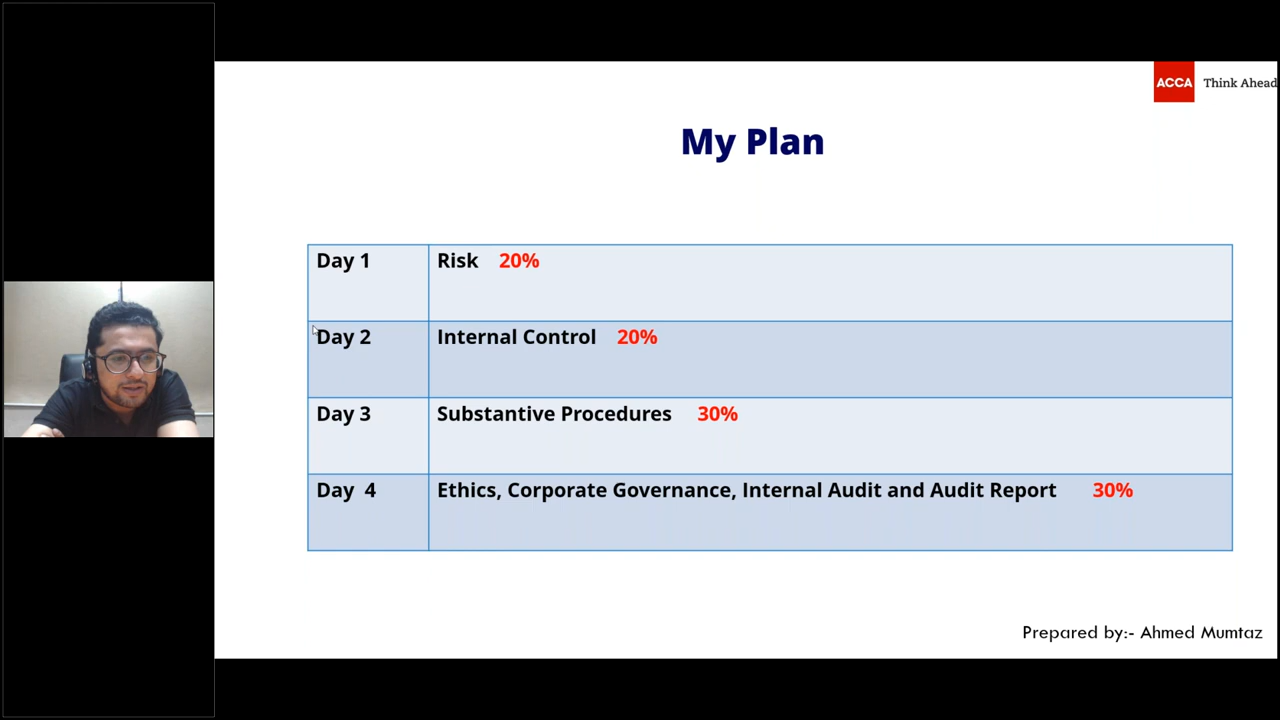 ACCA Think Ahead
My Plan
Day 1 Risk 20%
Day 2 Internal Control 20%
Day 3 Substantive Procedures 30%
Day 4 Ethics, Corporate Governance, Internal Audit and Audit Report 30%
Prepared by:- Ahmed Mumtaz